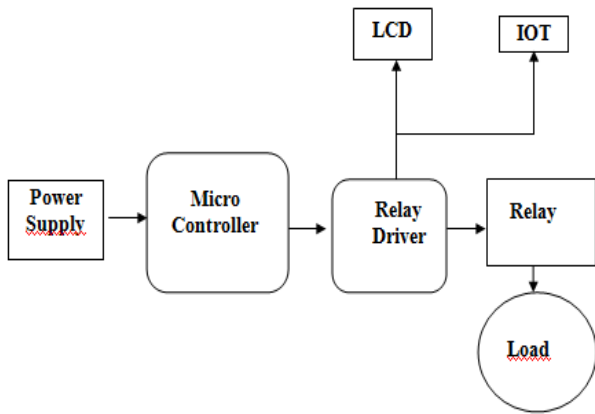 LCD
IOT
Power
Supply
Micro
Controller
Relay
Driver
Relay
Load